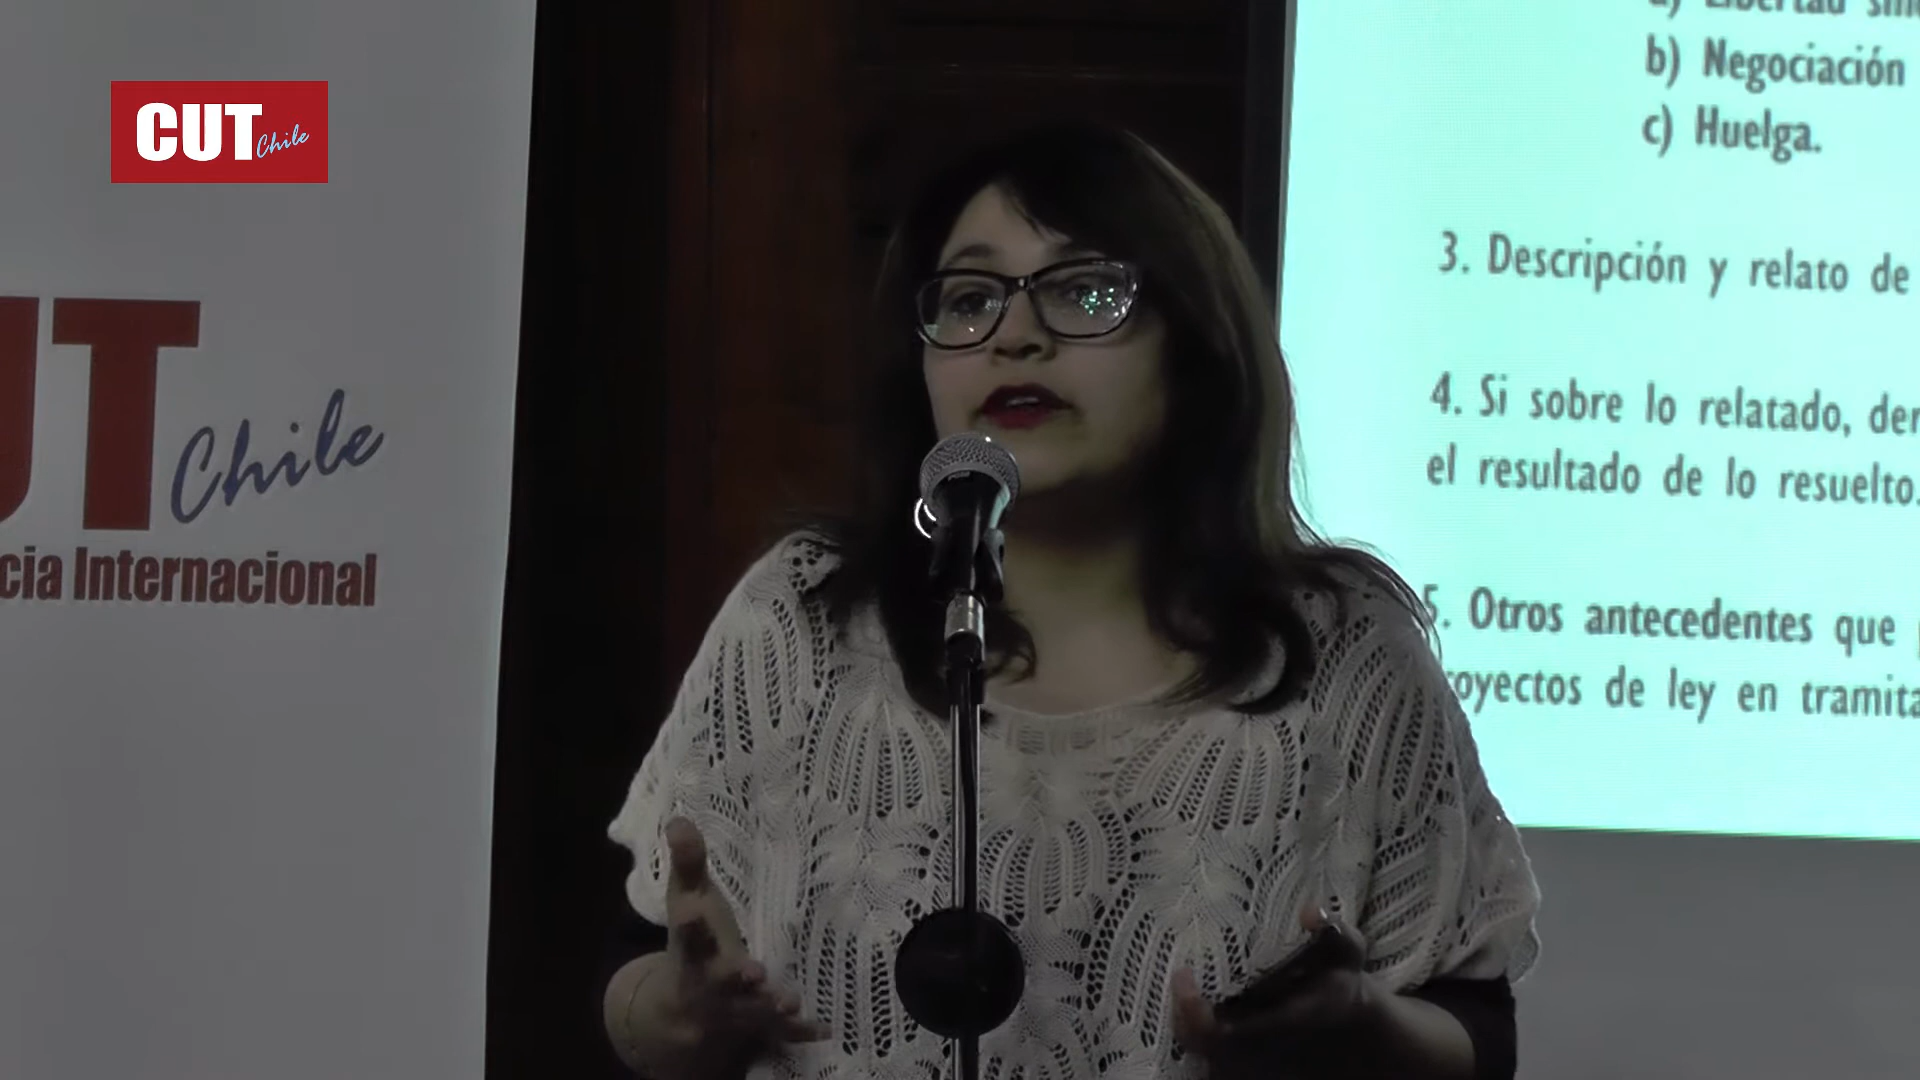 CUT Chile
UT
Chile
cia Internacional
a) Libertad
b) Negociación
c) Huelga.
3. Descripción y relato de
4. Si sobre lo relatado, der
el resultado de lo resuelto.
5. Otros antecedentes que
royectos de ley en tramita